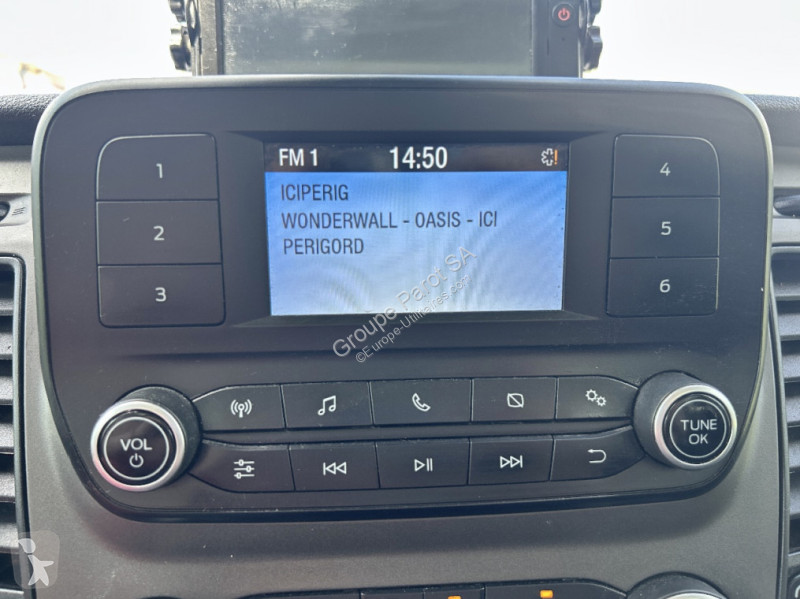 FM 1 14:50
ICIPERIG
WONDERWALL - OASIS - ICI
PERIGORD
1
2
3
4
5
6
VOL
TUNE
OK
Groupe Parot SA
©Europe-Utilitaires.com